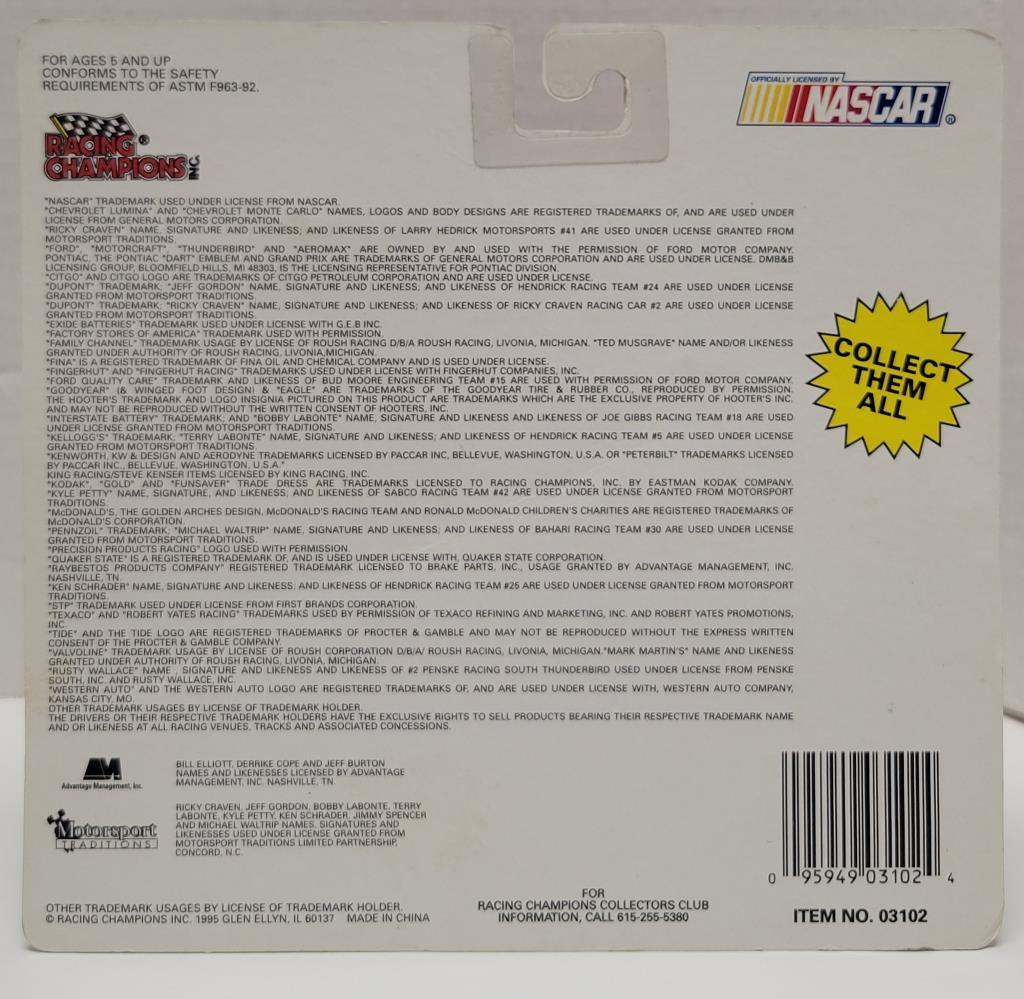 FOR AGES 5 AND UP
CONFORMS TO THE SAFETY
REQUIREMENTS OF ASTM F963-92.
OFFICIALLY LICENSED BY
NASCAR ®
RACING ®
CHAMPIONS INC.
"NASCAR" TRADEMARK USED UNDER LICENSE FROM NASCAR.
"CHEVROLET LUMINA" AND "CHEVROLET MONTE CARLO" NAMES, LOGOS AND BODY DESIGNS ARE REGISTERED TRADEMARKS OF, AND ARE USED UNDER
LICENSE FROM GENERAL MOTORS CORPORATION.
"RICKY CRAVEN" NAME, SIGNATURE AND LIKENESS; AND LIKENESS OF LARRY HEDRICK MOTORSPORTS #41 ARE USED UNDER LICENSE GRANTED FROM
MOTORSPORT TRADITIONS.
"FORD", "MOTORCRAFT", "THUNDERBIRD" AND "AEROMAX" ARE OWNED BY AND USED WITH THE PERMISSION OF FORD MOTOR COMPANY.
PONTIAC, THE PONTIAC "DART" EMBLEM AND GRAND PRIX ARE TRADEMARKS OF GENERAL MOTORS CORPORATION AND ARE USED UNDER LICENSE. DMB&B
LICENSING GROUP, BLOOMFIELD HILLS, MI 48303, IS THE LICENSING REPRESENTATIVE FOR PONTIAC DIVISION.
"CITGO" AND CITGO LOGO ARE TRADEMARKS OF CITGO PETROLEUM CORPORATION AND ARE USED UNDER LICENSE.
"DUPONT" TRADEMARK; "JEFF GORDON" NAME, SIGNATURE AND LIKENESS; AND LIKENESS OF HENDRICK RACING TEAM #24 ARE USED UNDER LICENSE
GRANTED FROM MOTORSPORT TRADITIONS.
"DUPONT" TRADEMARK; "RICKY CRAVEN" NAME, SIGNATURE AND LIKENESS; AND LIKENESS OF RICKY CRAVEN RACING CAR #2 ARE USED UNDER LICENSE
GRANTED FROM MOTORSPORT TRADITIONS.
"EXIDE BATTERIES" TRADEMARK USED UNDER LICENSE WITH G.E.B INC.
"FACTORY STORES OF AMERICA" TRADEMARK USED WITH PERMISSION.
"FAMILY CHANNEL" TRADEMARK USAGE BY LICENSE OF ROUSH RACING D/B/A ROUSH RACING, LIVONIA, MICHIGAN. "TED MUSGRAVE" NAME AND/OR LIKENESS
GRANTED UNDER AUTHORITY OF ROUSH RACING, LIVONIA,MICHIGAN.
"FINA" IS A REGISTERED TRADEMARK OF FINA OIL AND CHEMICAL COMPANY AND IS USED UNDER LICENSE.
"FINGERHUT" AND "FINGERHUT RACING" TRADEMARKS USED UNDER LICENSE WITH FINGERHUT COMPANIES, INC.
"FORD QUALITY CARE" TRADEMARK AND LIKENESS OF BUD MOORE ENGINEERING TEAM #15 ARE USED WITH PERMISSION OF FORD MOTOR COMPANY.
"GOODYEAR" (& WINGED FOOT DESIGN) & "EAGLE" ARE TRADEMARKS OF THE GOODYEAR TIRE & RUBBER CO., REPRODUCED BY PERMISSION.
THE HOOTER'S TRADEMARK AND LOGO INSIGNIA PICTURED ON THIS PRODUCT ARE TRADEMARKS WHICH ARE THE EXCLUSIVE PROPERTY OF HOOTER'S INC.
AND MAY NOT BE REPRODUCED WITHOUT THE WRITTEN CONSENT OF HOOTERS, INC.
"INTERSTATE BATTERY" TRADEMARK; AND "BOBBY LABONTE" NAME, SIGNATURE AND LIKENESS AND LIKENESS OF JOE GIBBS RACING TEAM #18 ARE USED
UNDER LICENSE GRANTED FROM MOTORSPORT TRADITIONS.
"KELLOGG'S" TRADEMARK; "TERRY LABONTE" NAME, SIGNATURE AND LIKENESS; AND LIKENESS OF HENDRICK RACING TEAM #5 ARE USED UNDER LICENSE
GRANTED FROM MOTORSPORT TRADITIONS.
"KENWORTH, KW & DESIGN AND AERODYNE TRADEMARKS LICENSED BY PACCAR INC, BELLEVUE, WASHINGTON, U.S.A. OR "PETERBILT" TRADEMARKS LICENSED
BY PACCAR INC., BELLEVUE, WASHINGTON, U.S.A."
KING RACING/STEVE KENSER ITEMS LICENSED BY KING RACING, INC.
"KODAK", "GOLD" AND "FUNSAVER" TRADE DRESS ARE TRADEMARKS LICENSED TO RACING CHAMPIONS, INC. BY EASTMAN KODAK COMPANY.
"KYLE PETTY" NAME, SIGNATURE, AND LIKENESS; AND LIKENESS OF SABCO RACING TEAM #42 ARE USED UNDER LICENSE GRANTED FROM MOTORSPORT
TRADITIONS.
"McDONALD'S, THE GOLDEN ARCHES DESIGN, McDONALD'S RACING TEAM AND RONALD McDONALD CHILDREN'S CHARITIES ARE REGISTERED TRADEMARKS OF
McDONALD'S CORPORATION.
"PENNZOIL" TRADEMARK; "MICHAEL WALTRIP" NAME, SIGNATURE AND LIKENESS; AND LIKENESS OF BAHARI RACING TEAM #30 ARE USED UNDER LICENSE
GRANTED FROM MOTORSPORT TRADITIONS.
"PRECISION PRODUCTS RACING" LOGO USED WITH PERMISSION.
"QUAKER STATE" IS A REGISTERED TRADEMARK OF, AND IS USED UNDER LICENSE WITH, QUAKER STATE CORPORATION.
"RAYBESTOS PRODUCTS COMPANY" REGISTERED TRADEMARK LICENSED TO BRAKE PARTS, INC., USAGE GRANTED BY ADVANTAGE MANAGEMENT, INC.
NASHVILLE, TN.
"KEN SCHRADER" NAME, SIGNATURE AND LIKENESS; AND LIKENESS OF HENDRICK RACING TEAM #25 ARE USED UNDER LICENSE GRANTED FROM MOTORSPORT
TRADITIONS.
"STP" TRADEMARK USED UNDER LICENSE FROM FIRST BRANDS CORPORATION.
"TEXACO" AND "ROBERT YATES RACING" TRADEMARKS USED BY PERMISSION OF TEXACO REFINING AND MARKETING, INC. AND ROBERT YATES PROMOTIONS,
INC.
"TIDE" AND THE TIDE LOGO ARE REGISTERED TRADEMARKS OF PROCTER & GAMBLE AND MAY NOT BE REPRODUCED WITHOUT THE EXPRESS WRITTEN
CONSENT OF THE PROCTER & GAMBLE COMPANY.
"VALVOLINE" TRADEMARK USAGE BY LICENSE OF ROUSH CORPORATION D/B/A/ ROUSH RACING, LIVONIA, MICHIGAN."MARK MARTIN'S" NAME AND LIKENESS
GRANTED UNDER AUTHORITY OF ROUSH RACING, LIVONIA, MICHIGAN.
"RUSTY WALLACE" NAME , SIGNATURE AND LIKENESS AND LIKENESS OF #2 PENSKE RACING SOUTH THUNDERBIRD USED UNDER LICENSE FROM PENSKE
SOUTH, INC. AND RUSTY WALLACE, INC.
"WESTERN AUTO" AND THE WESTERN AUTO LOGO ARE REGISTERED TRADEMARKS OF, AND ARE USED UNDER LICENSE WITH, WESTERN AUTO COMPANY,
KANSAS CITY, MO.
OTHER TRADEMARK USAGES BY LICENSE OF TRADEMARK HOLDER.
THE DRIVERS OR THEIR RESPECTIVE TRADEMARK HOLDERS HAVE THE EXCLUSIVE RIGHTS TO SELL PRODUCTS BEARING THEIR RESPECTIVE TRADEMARK NAME
AND OR LIKENESS AT ALL RACING VENUES, TRACKS AND ASSOCIATED CONCESSIONS.
COLLECT
THEM
ALL
AM
Advantage Management, Inc.
BILL ELLIOTT, DERRIKE COPE AND JEFF BURTON
NAMES AND LIKENESSES LICENSED BY ADVANTAGE
MANAGEMENT, INC. NASHVILLE, TN.
Motorsport
TRADITIONS
RICKY CRAVEN, JEFF GORDON, BOBBY LABONTE, TERRY
LABONTE, KYLE PETTY, KEN SCHRADER, JIMMY SPENCER
AND MICHAEL WALTRIP NAMES, SIGNATURES AND
LIKENESSES USED UNDER LICENSE GRANTED FROM
MOTORSPORT TRADITIONS LIMITED PARTNERSHIP,
CONCORD, N.C.
0 95949 03102 4
OTHER TRADEMARK USAGES BY LICENSE OF TRADEMARK HOLDER.
© RACING CHAMPIONS INC. 1995 GLEN ELLYN, IL 60137 MADE IN CHINA
FOR
RACING CHAMPIONS COLLECTORS CLUB
INFORMATION, CALL 615-255-5380
ITEM NO. 03102